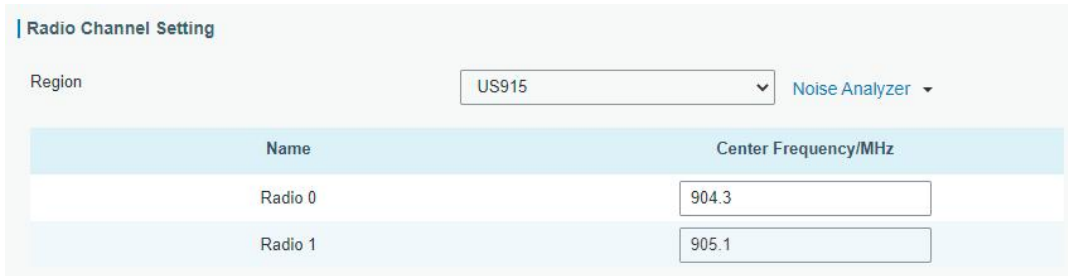 Radio Channel Setting
Region US915 Noise Analyzer
Name Center Frequency/MHz
Radio 0 904.3
Radio 1 905.1